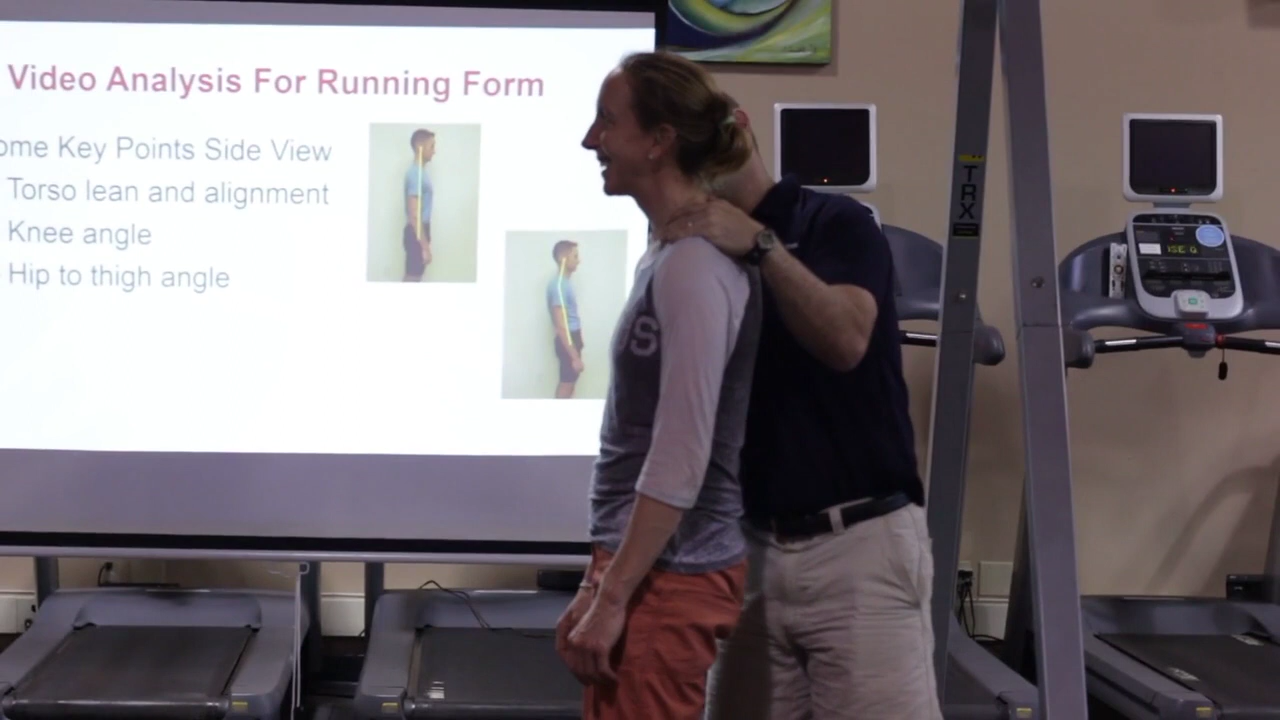 Video Analysis For Running Form
ome Key Points Side View
Torso lean and alignment
Knee angle
Hip to thigh angle
TRX
US